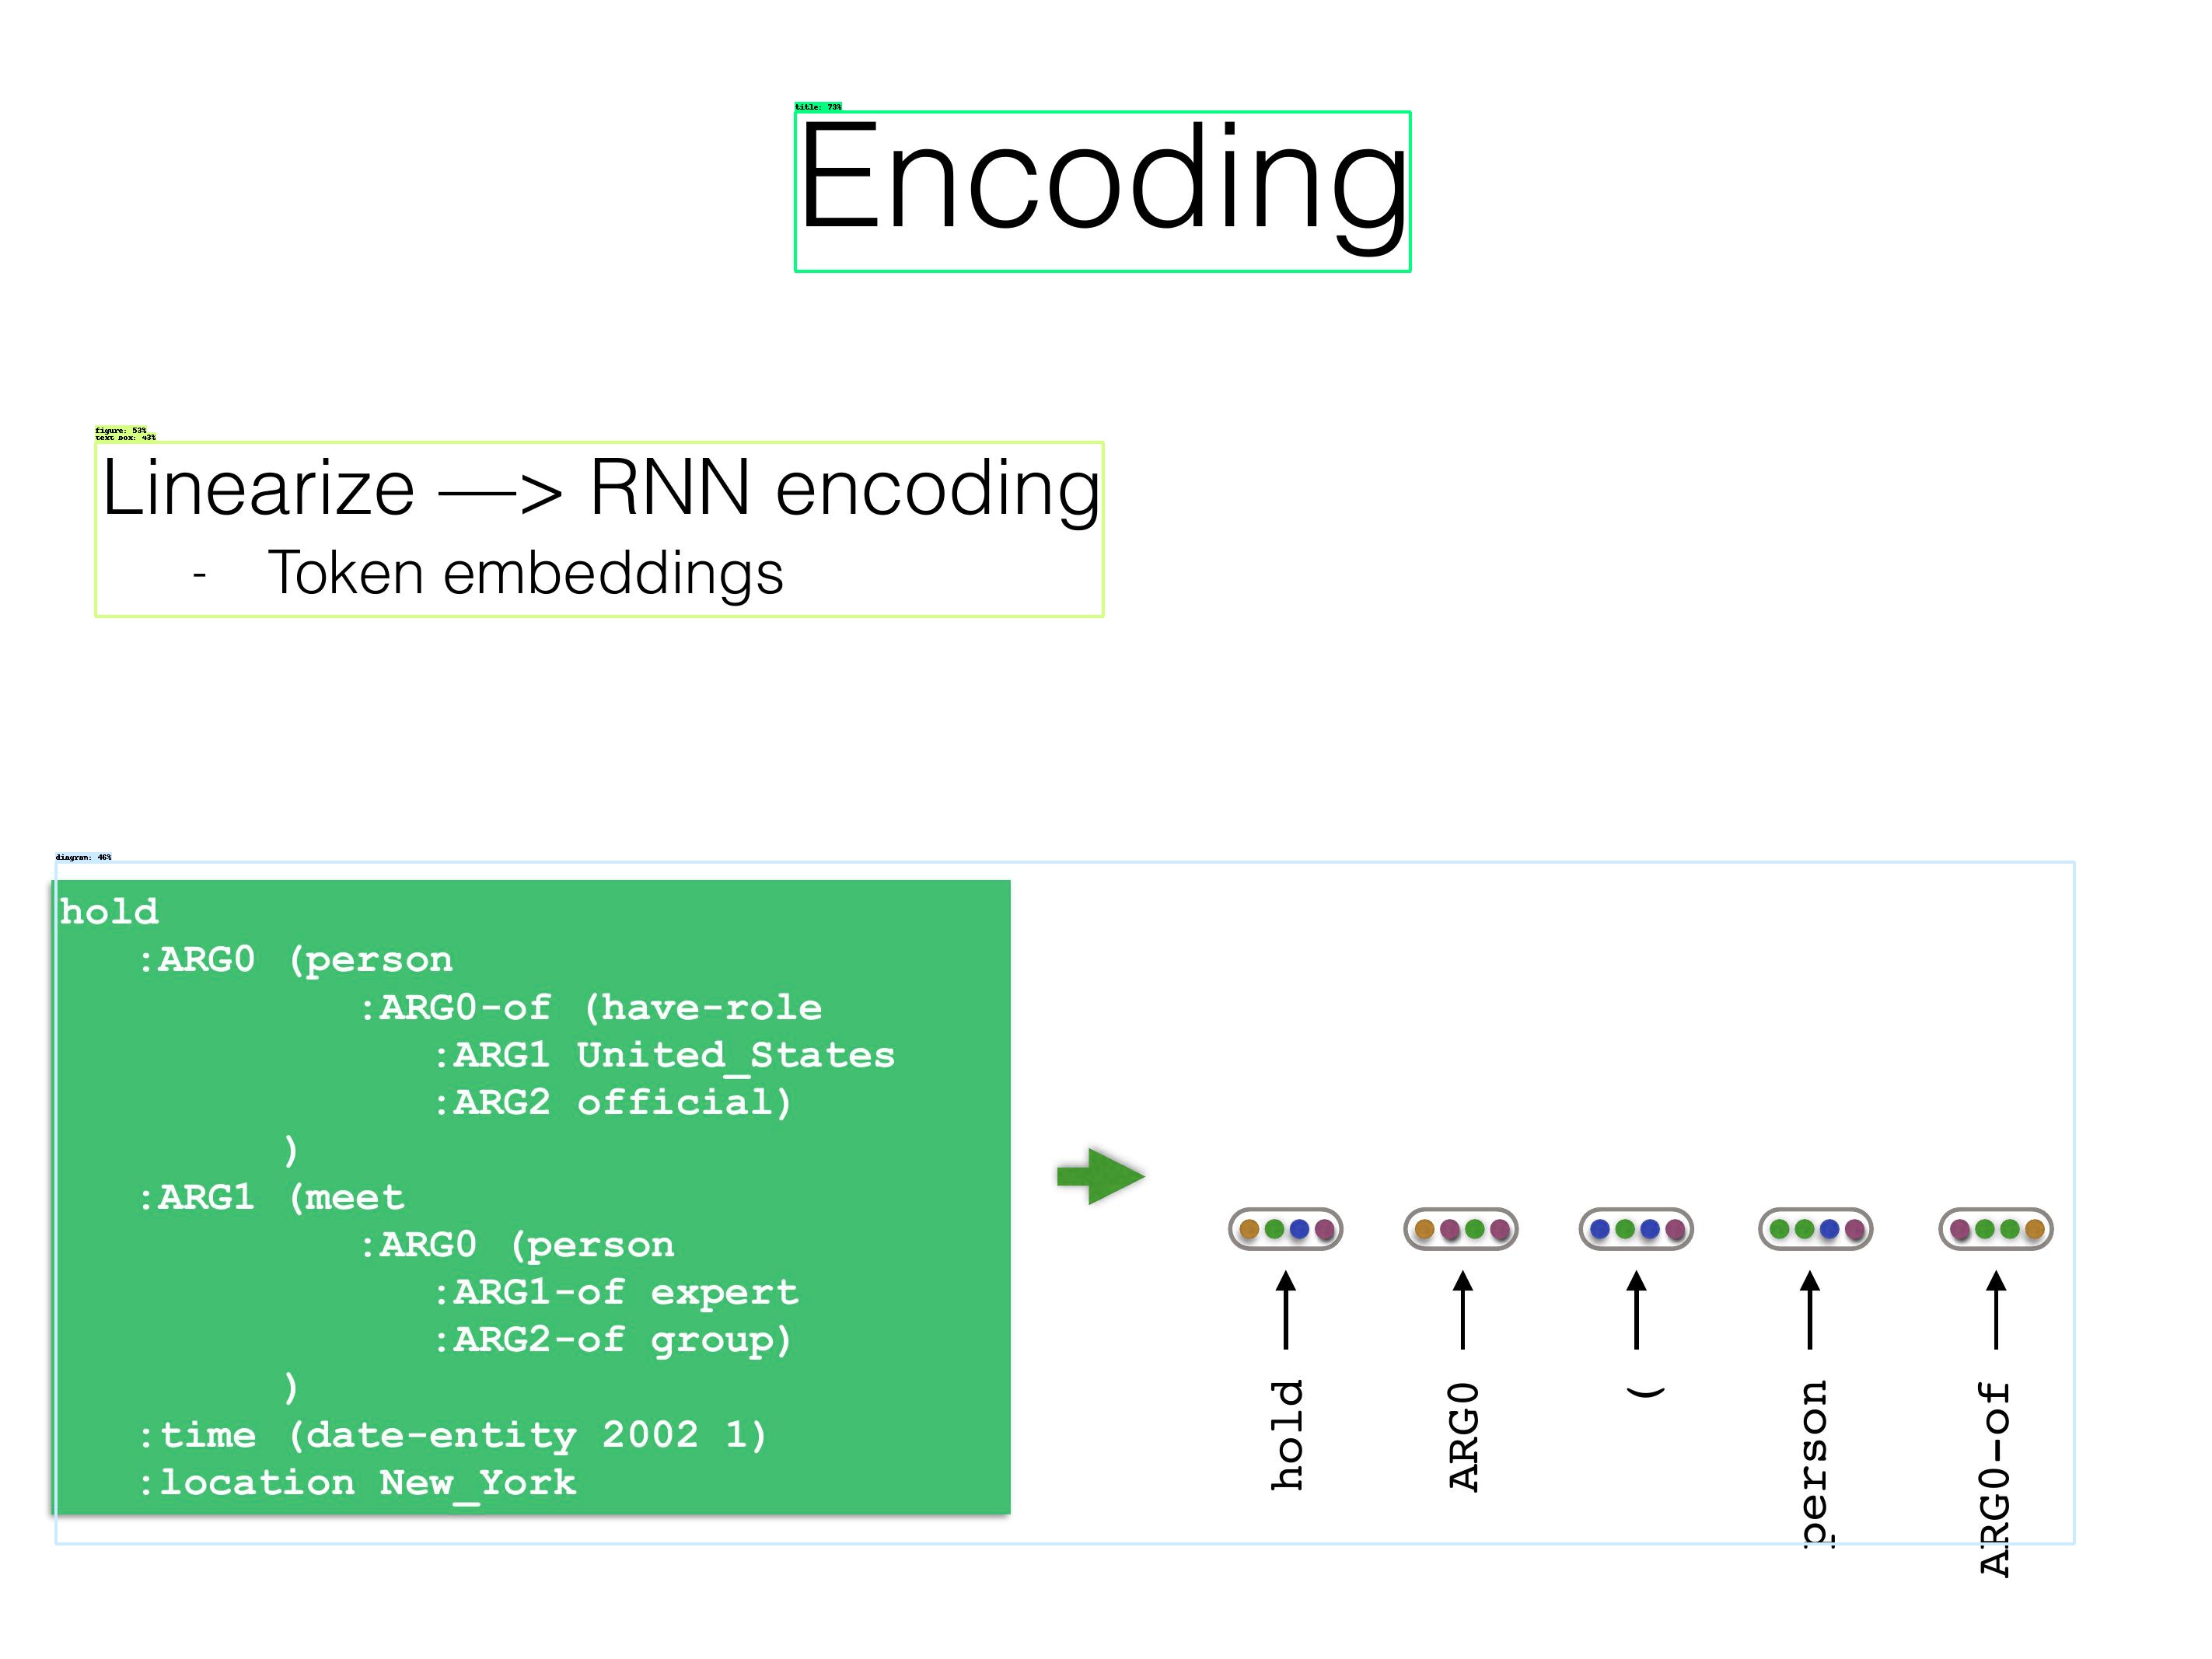 title: 73%
Encoding
figure: 53%
text box: 43%
Linearize —> RNN encoding
- Token embeddings
diagram: 46%
hold
:ARG0 (person
:ARG0-of (have-role
:ARG1 United_States
:ARG2 official)
)
:ARG1 (meet
:ARG0 (person
:ARG1-of expert
:ARG2-of group)
)
:time (date-entity 2002 1)
:location New_York
hold
ARG0
(
person
ARG0-of